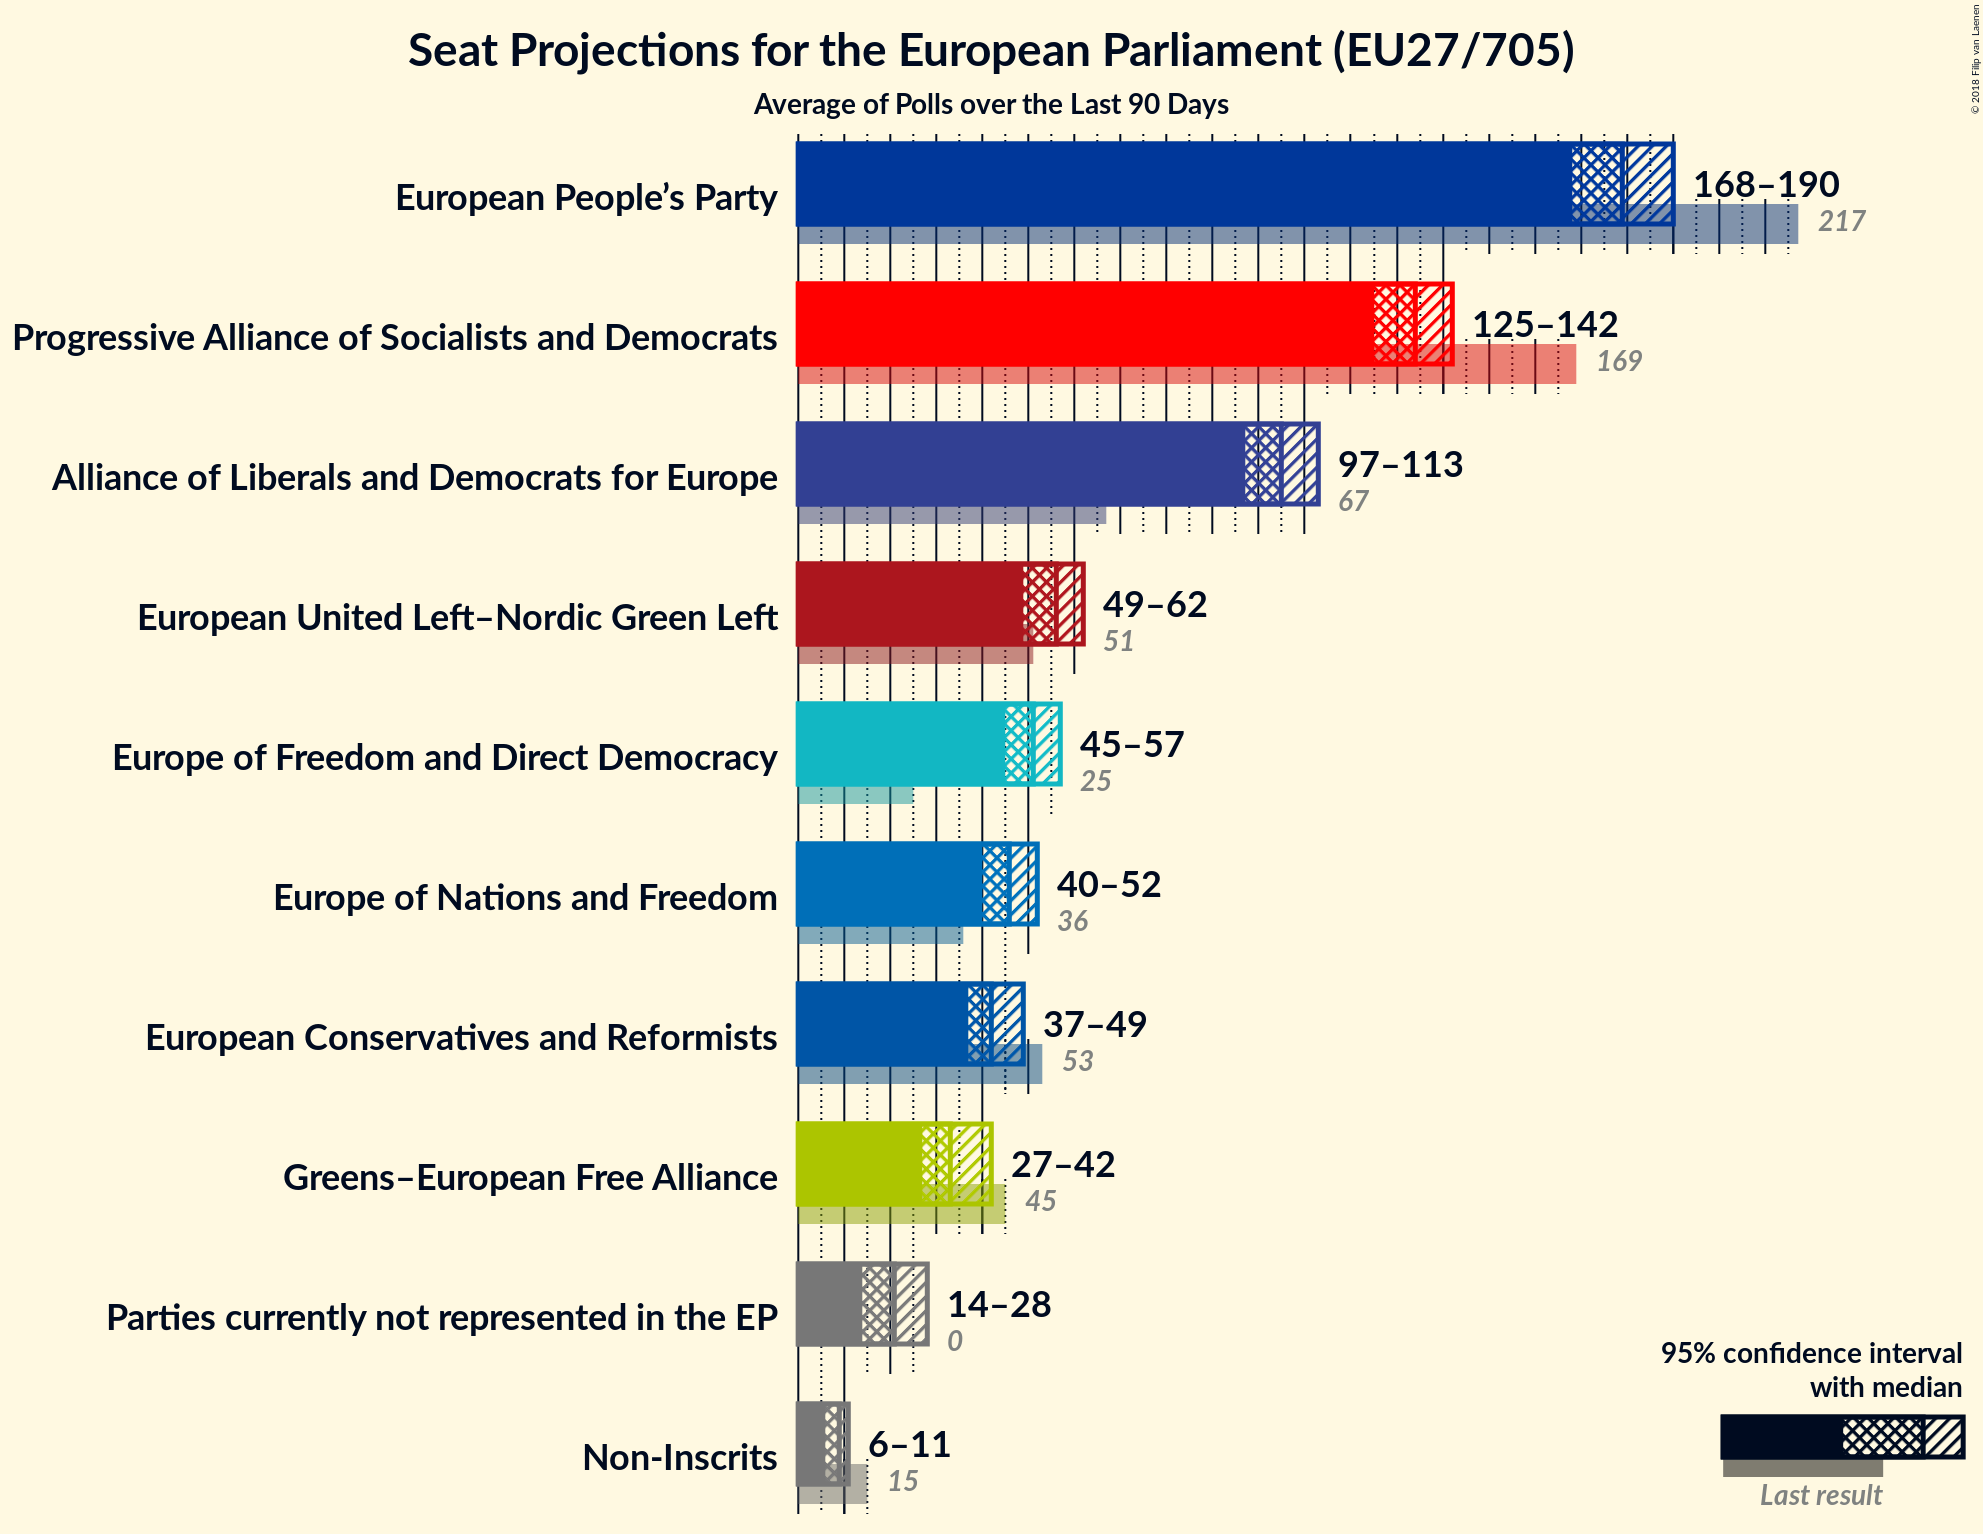 Seat Projections for the European Parliament (EU27/705)
Average of Polls over the Last 90 Days
© 2018 Filip van Laenen
European People’s Party
168–190
217
Progressive Alliance of Socialists and Democrats
125–142
169
Alliance of Liberals and Democrats for Europe
97–113
67
European United Left–Nordic Green Left
49–62
51
Europe of Freedom and Direct Democracy
45–57
25
Europe of Nations and Freedom
40–52
36
European Conservatives and Reformists
37–49
53
Greens–European Free Alliance
27–42
45
Parties currently not represented in the EP
14–28
0
Non-Inscrits
6–11
15
95% confidence interval
with median
Last result